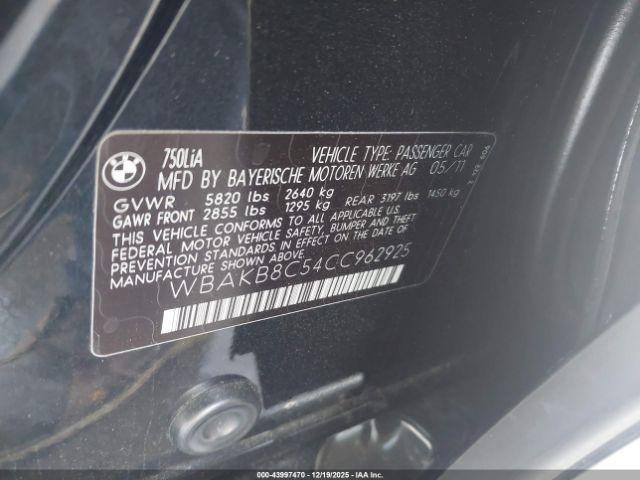 BMW
750LiA VEHICLE TYPE: PASSENGER CAR
MFD BY BAYERISCHE MOTOREN WERKE AG 05/11
GVWR 5820 lbs 2640 kg
GAWR FRONT 2855 lbs 1295 kg REAR 3197 lbs 1450 kg
THIS VEHICLE CONFORMS TO ALL APPLICABLE
FEDERAL MOTOR VEHICLE SAFETY, BUMPER AND THEFT
PREVENTION STANDARDS IN EFFECT ON THE DATE OF
MANUFACTURE SHOWN ABOVE.
WBAKB8C54CC962925
000-43997470 - 12/19/2025 - IAAI.COM